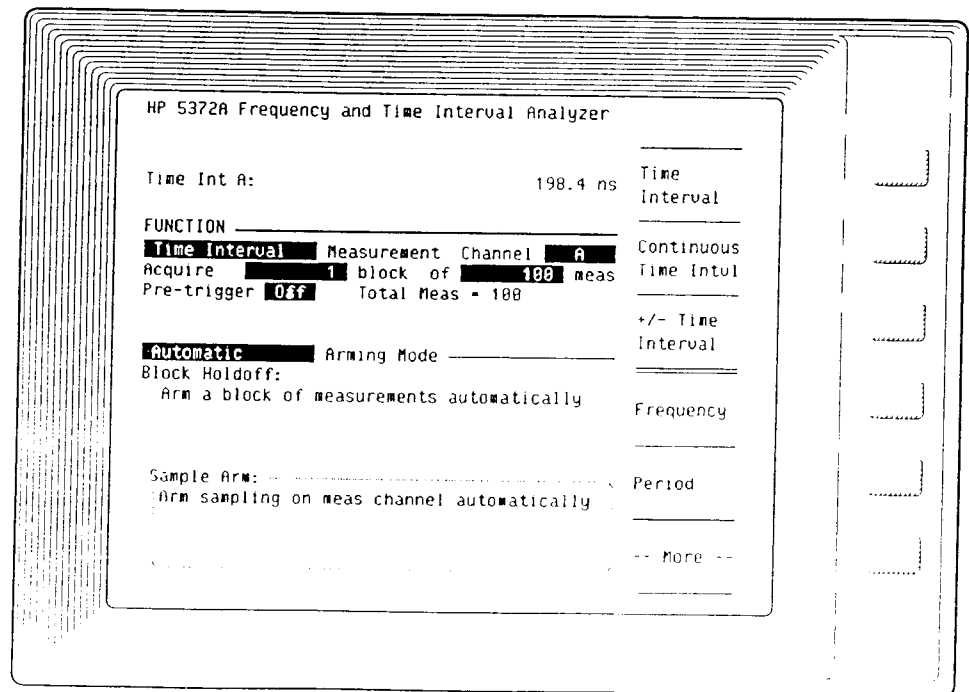 HP 5372A Frequency and Time Interval Analyzer
Time Int A: 198.4 ns
FUNCTION
Time Interval Measurement Channel A
Acquire 1 block of 100 meas
Pre-trigger Off Total Meas = 100
Automatic Arming Mode
Block Holdoff:
Arm a block of measurements automatically
Sample Arm:
Arm sampling on meas channel automatically
Time
Interval
Continuous
Time Intvl
+/- Time
Interval
Frequency
Period
-- More --